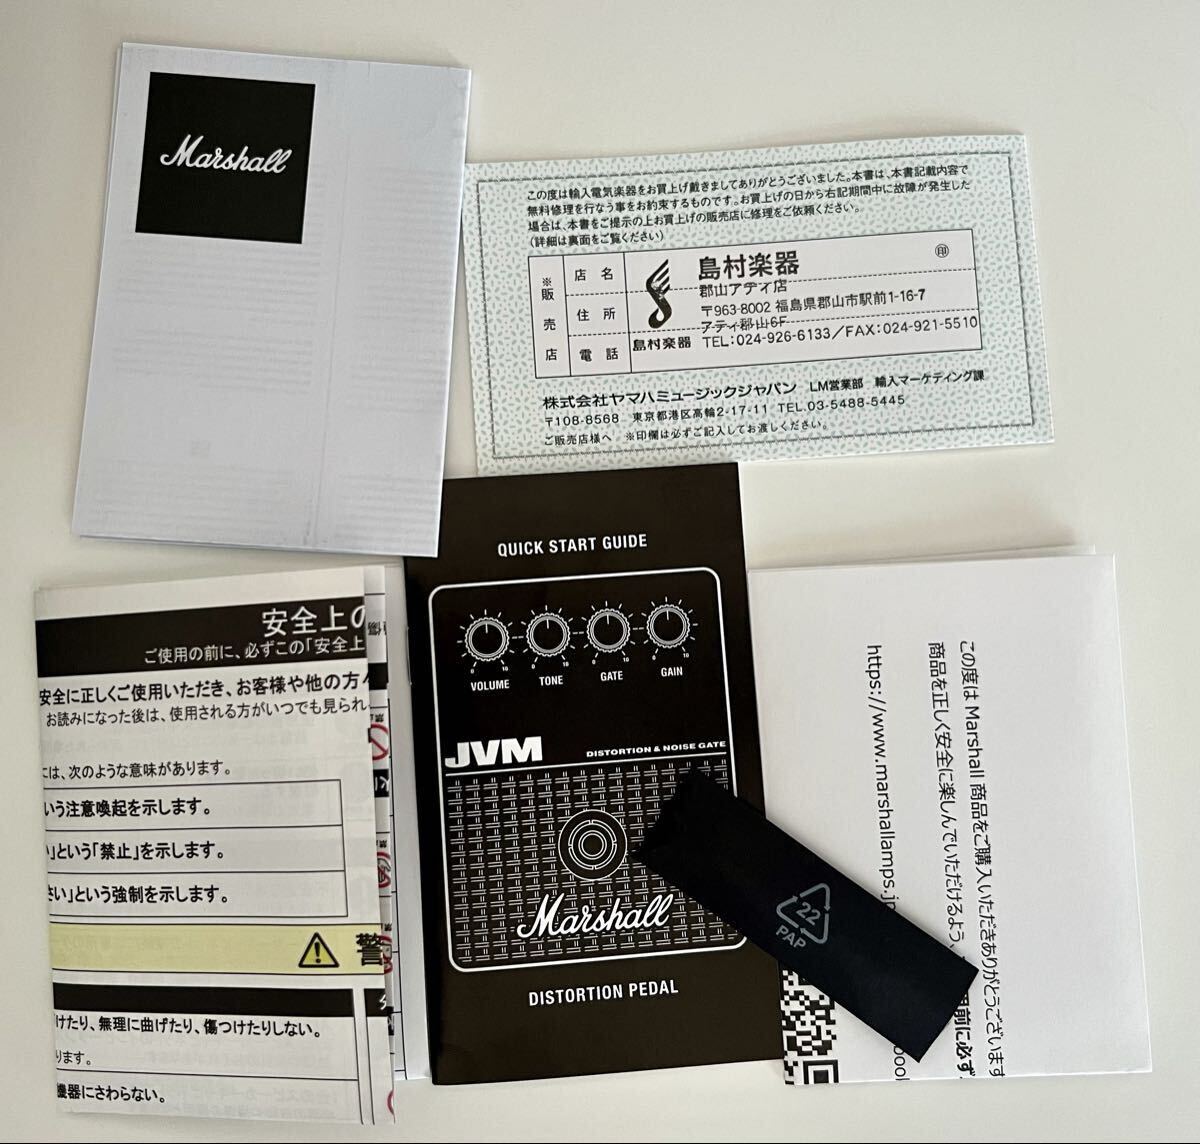 Marshall
この度は輸入電気楽器をお買上げ戴きましてありがとうございました。本書は、本書記載内容で
無料修理を行なう事をお約束するものです。お買上げの日から右記期間中に故障が発生した
場合は、本書をご提示の上お買上げの販売店に修理をご依頼ください。
(詳細は裏面をご覧ください)
※販売店
店名
島村楽器
印
郡山アティ店
住所
〒963-8002 福島県郡山市駅前1-16-7
アティ郡山6F
電話
島村楽器
TEL:024-926-6133/FAX:024-921-5510
株式会社ヤマハミュージックジャパン LM営業部 輸入マーケティング課
〒108-8568 東京都港区高輪2-17-11 TEL.03-5488-5445
ご販売店様へ ※印欄は必ずご記入してお渡しください。
QUICK START GUIDE
0 10 0 10 0 10 0 10
VOLUME TONE GATE GAIN
JVM DISTORTION & NOISE GATE
Marshall
DISTORTION PEDAL
安全上の
ご使用の前に、必ずこの「安全上
安全に正しくご使用いただき、お客様や他の方
お読みになった後は、使用される方がいつでも見られ
には、次のような意味があります。
いう注意喚起を示します。
」という「禁止」を示します。
さい」という強制を示します。
警
けたり、無理に曲げたり、傷つけたりしない。
ります。
機器にさわらない。
22
PAP
この度は Marshall 商品をご購入いただきありがとうございます
商品を正しく安全に楽しんでいただけるよう、
前に必ず
https://www.marshallamps.jp